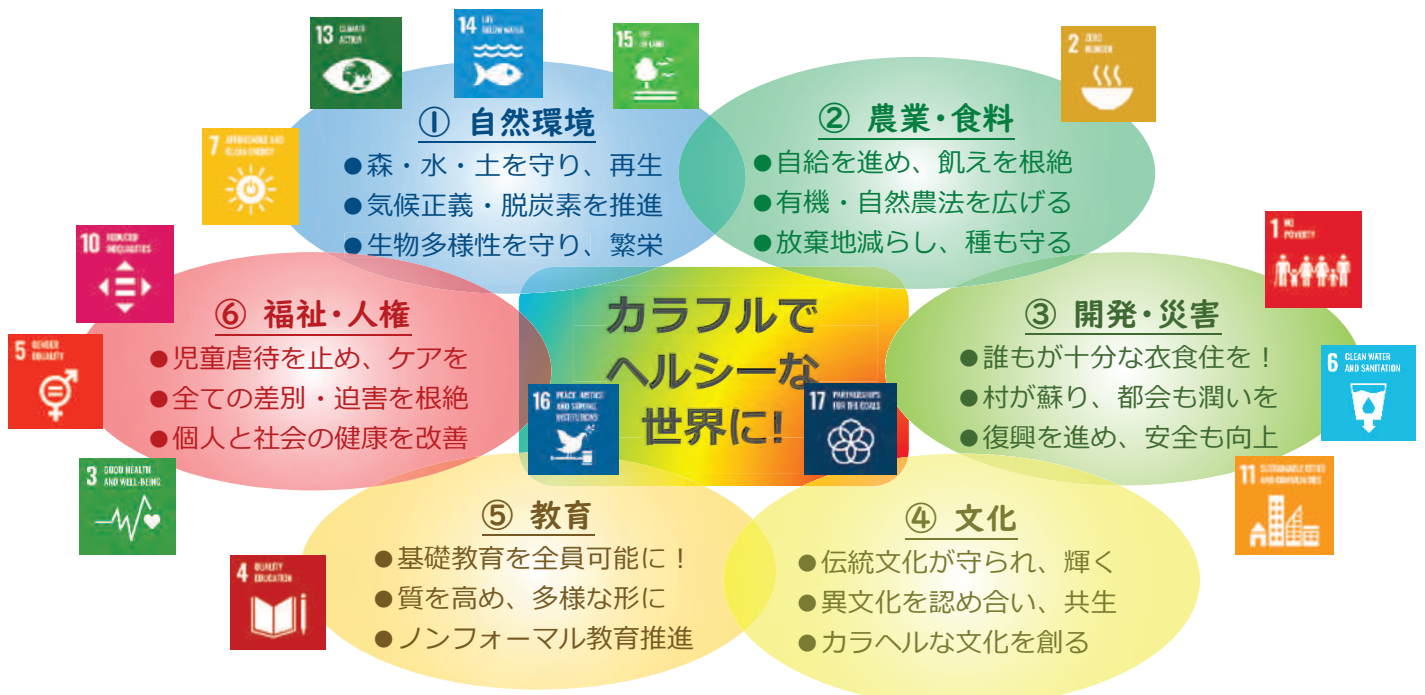 13 CLIMATE ACTION
14 LIFE BELOW WATER
15 LIFE ON LAND
2 ZERO HUNGER
7 AFFORDABLE AND CLEAN ENERGY
① 自然環境
●森・水・土を守り、再生
●気候正義・脱炭素を推進
●生物多様性を守り、繁栄
② 農業・食料
●自給を進め、飢えを根絶
●有機・自然農法を広げる
●放棄地減らし、種も守る
10 REDUCED INEQUALITIES
1 NO POVERTY
⑥ 福祉・人権
●児童虐待を止め、ケアを
●全ての差別・迫害を根絶
●個人と社会の健康を改善
5 GENDER EQUALITY
3 GOOD HEALTH AND WELL-BEING
カラフルで
ヘルシーな
世界に!
16 PEACE, JUSTICE AND STRONG INSTITUTIONS
17 PARTNERSHIPS FOR THE GOALS
③ 開発・災害
●誰もが十分な衣食住を！
●村が蘇り、都会も潤いを
●復興を進め、安全も向上
6 CLEAN WATER AND SANITATION
11 SUSTAINABLE CITIES AND COMMUNITIES
4 QUALITY EDUCATION
⑤ 教育
●基礎教育を全員可能に！
●質を高め、多様な形に
●ノンフォーマル教育推進
④ 文化
●伝統文化が守られ、輝く
●異文化を認め合い、共生
●カラヘルな文化を創る